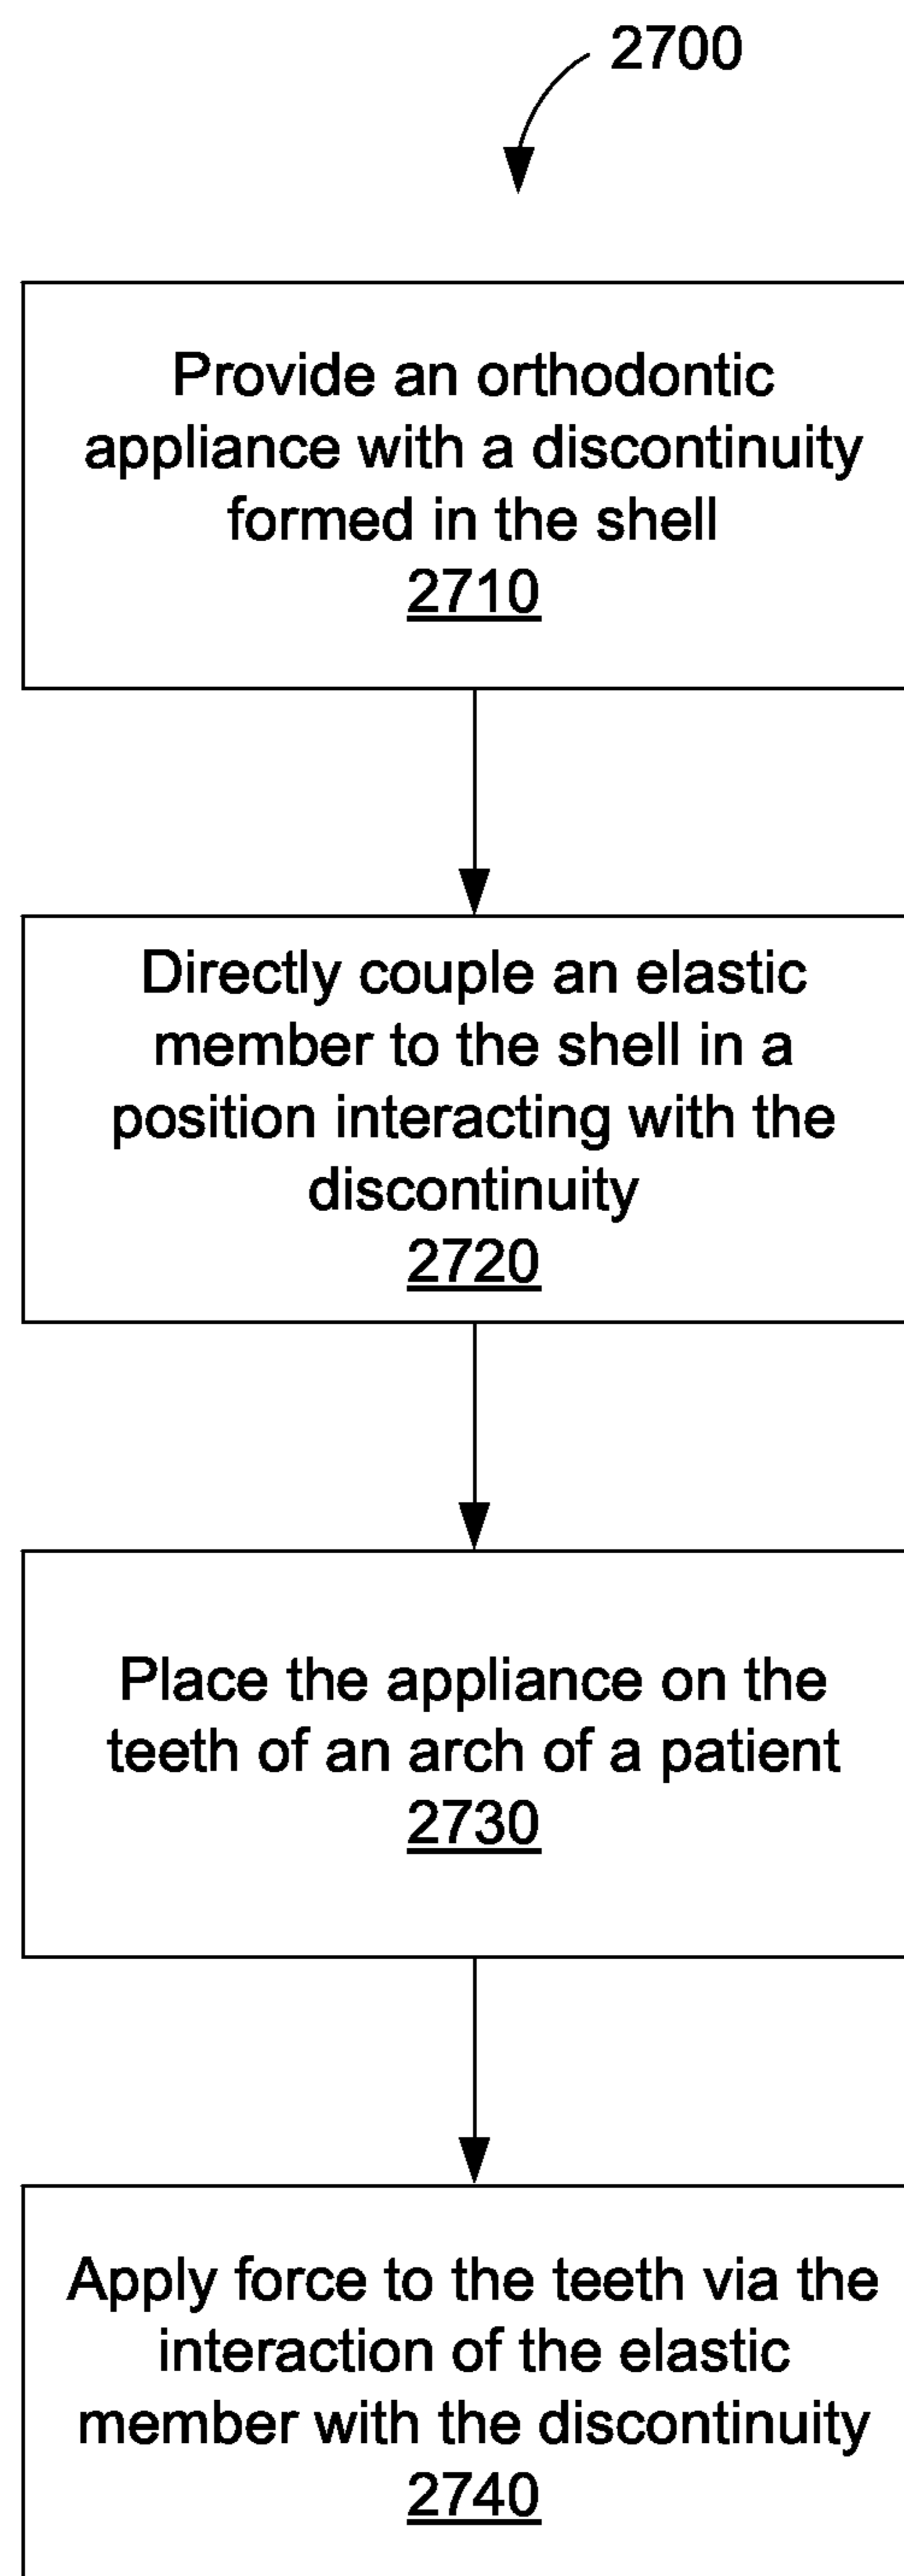 2700
Provide an orthodontic
appliance with a discontinuity
formed in the shell
2710
Directly couple an elastic
member to the shell in a
position interacting with the
discontinuity
2720
Place the appliance on the
teeth of an arch of a patient
2730
Apply force to the teeth via the
interaction of the elastic
member with the discontinuity
2740